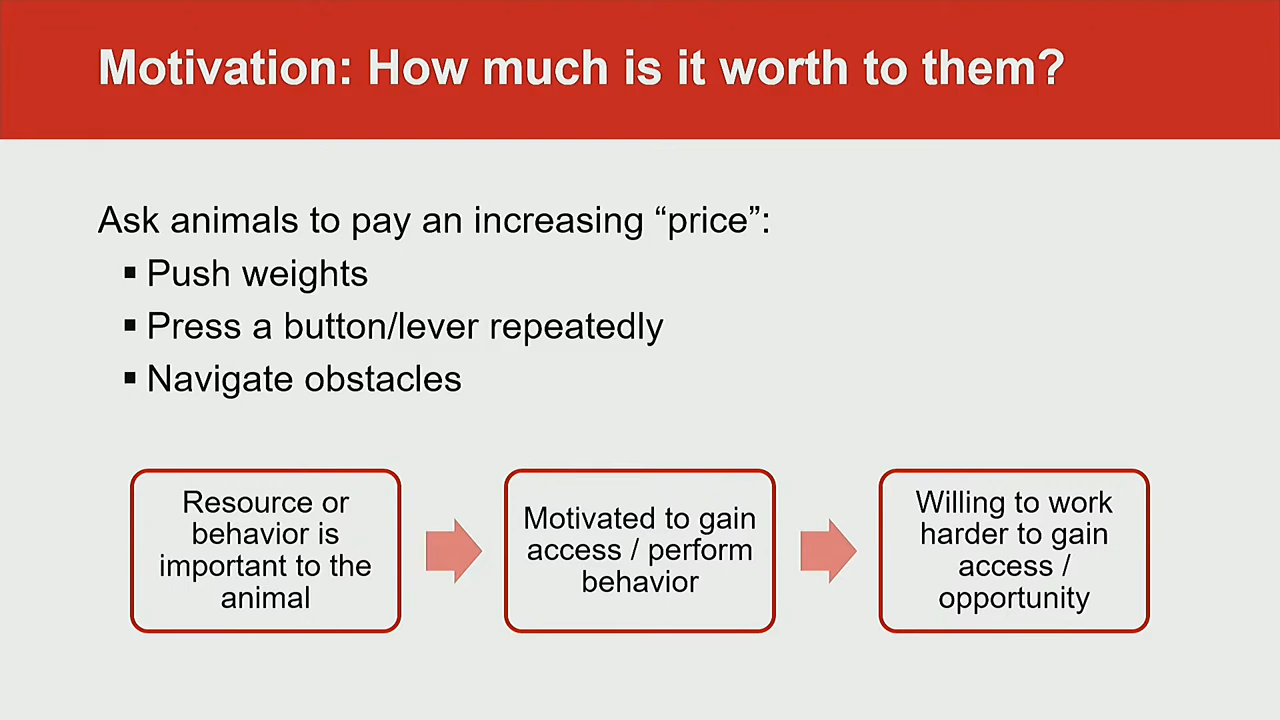 Motivation: How much is it worth to them?
Ask animals to pay an increasing “price”:
▪ Push weights
▪ Press a button/lever repeatedly
▪ Navigate obstacles
Resource or
behavior is
important to the
animal
Motivated to gain
access / perform
behavior
Willing to work
harder to gain
access /
opportunity